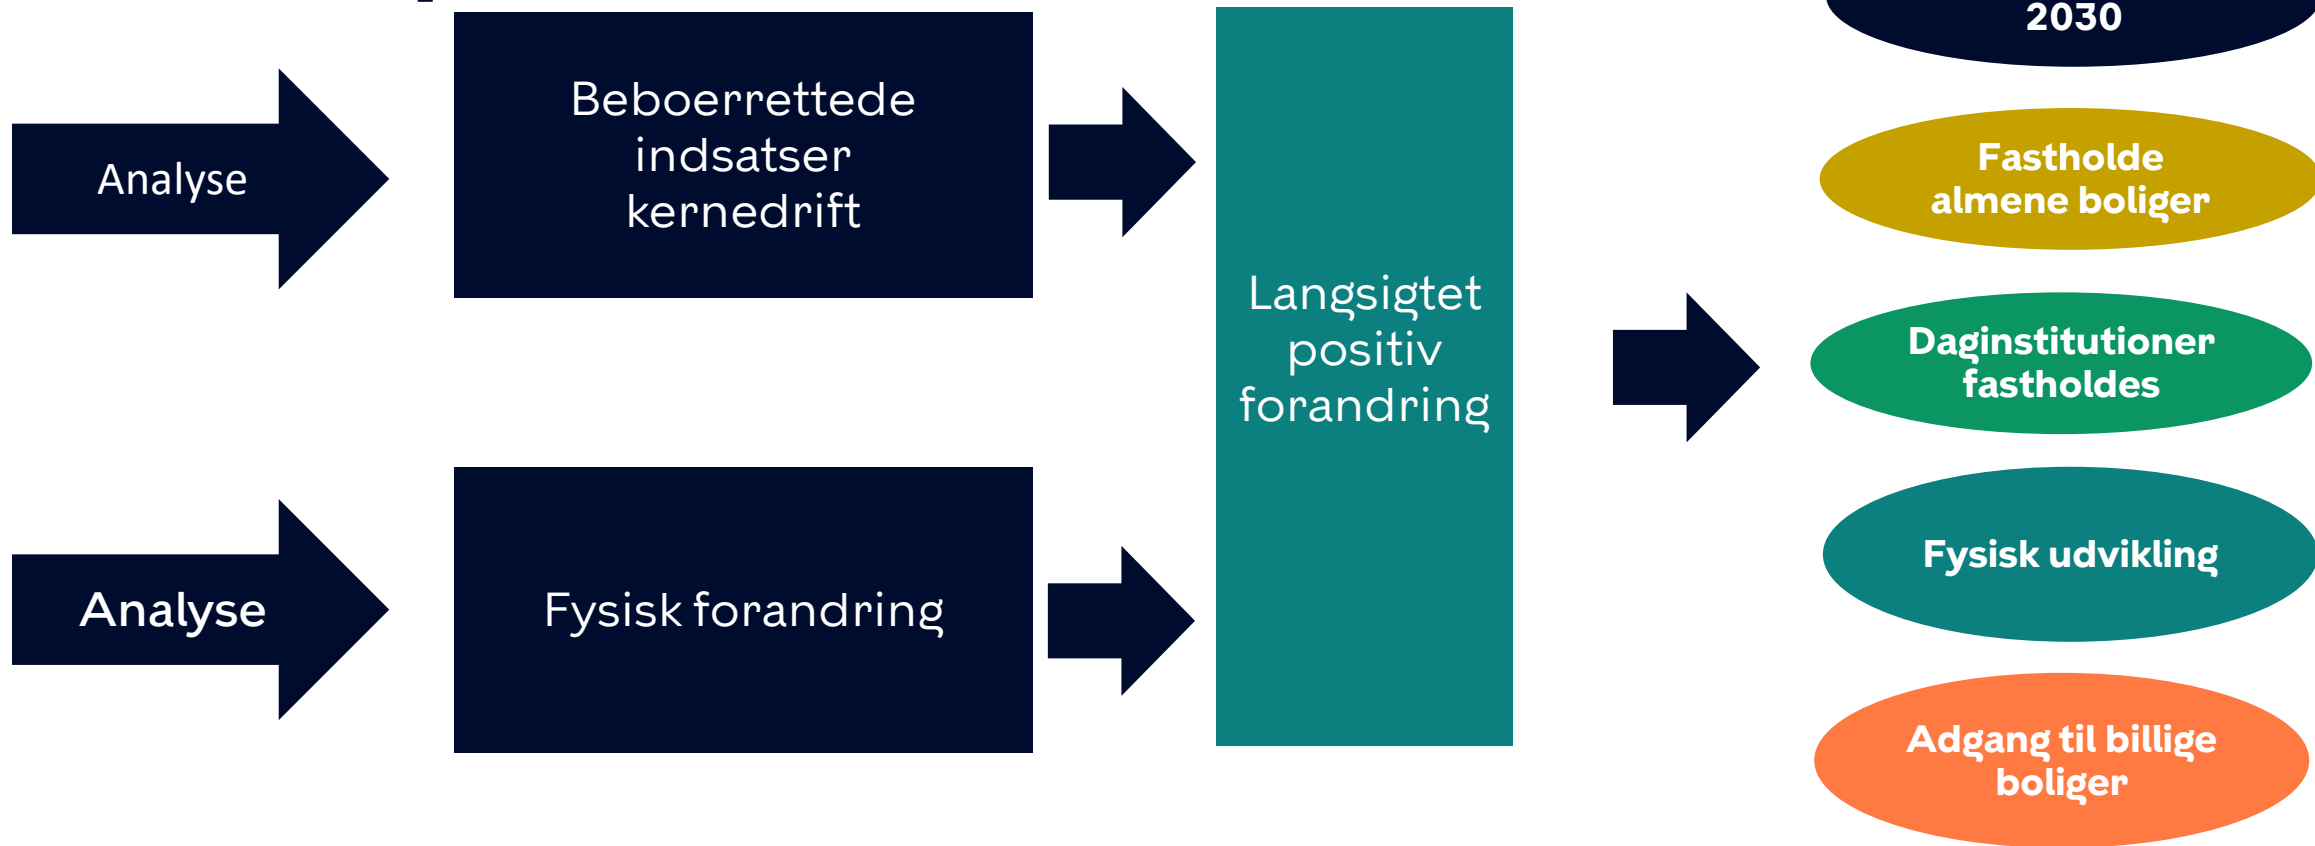 Analyse
Beboerrettede
indsatser
kernedrift
Analyse
Fysisk forandring
Langsigtet
positiv
forandring
2030
Fastholde
almene boliger
Daginstitutioner
fastholdes
Fysisk udvikling
Adgang til billige
boliger